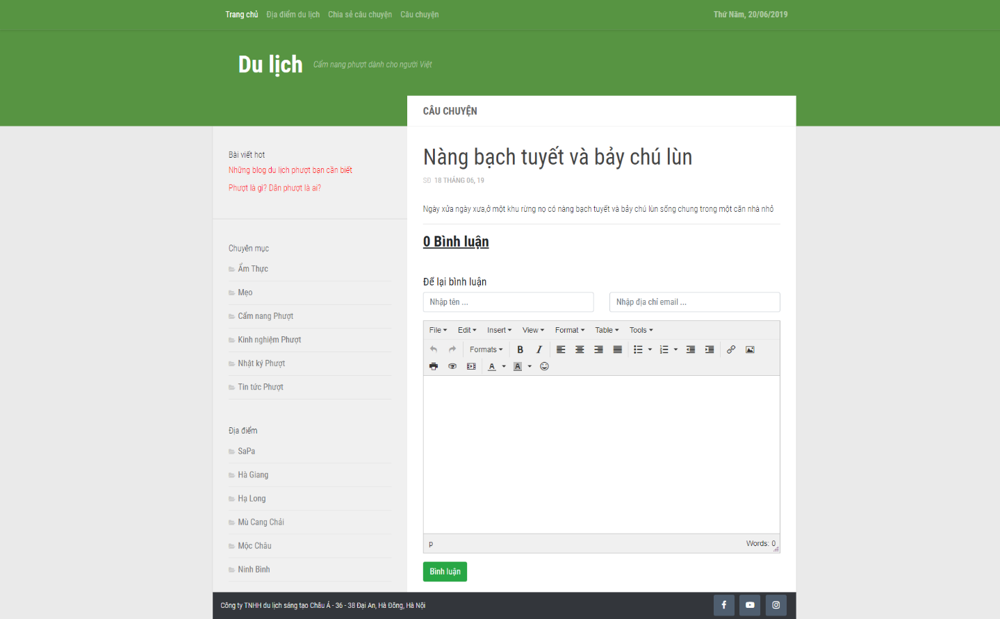 Trang chủ Địa điểm du lịch Chia sẻ câu chuyện Câu chuyện Thứ Năm, 20/06/2019
Du lịch Cẩm nang phượt dành cho người Việt
CÂU CHUYỆN
Bài viết hot
Những blog du lịch phượt bạn cần biết
Phượt là gì? Dân phượt là ai?
Chuyên mục
Ẩm Thực
Mẹo
Cẩm nang Phượt
Kinh nghiệm Phượt
Nhật ký Phượt
Tin tức Phượt
Địa điểm
SaPa
Hà Giang
Hạ Long
Mù Cang Chải
Mộc Châu
Ninh Bình
Nàng bạch tuyết và bảy chú lùn
SĐ 18 THÁNG 06, 19
Ngày xửa ngày xưa,ở một khu rừng nọ có nàng bạch tuyết và bảy chú lùn sống chung trong một căn nhà nhỏ
0 Bình luận
Để lại bình luận
Nhập tên ... Nhập địa chỉ email ...
File Edit Insert View Format Table Tools
Formats B I
A A
p Words: 0
Bình luận
Công ty TNHH du lịch sáng tạo Châu Á - 36 - 38 Đại An, Hà Đông, Hà Nội